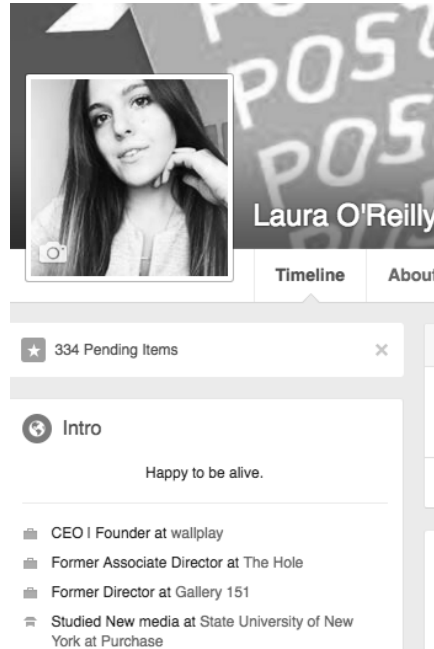 POST
POS
Laura O'Reilly
Timeline
About
334 Pending Items
Intro
Happy to be alive.
CEO | Founder at wallplay
Former Associate Director at The Hole
Former Director at Gallery 151
Studied New media at State University of New
York at Purchase